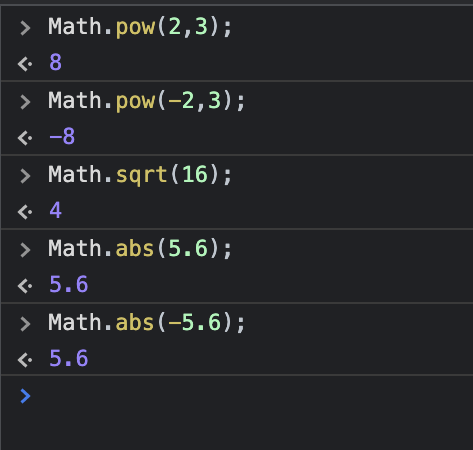 Math.pow(2,3);
8
Math.pow(-2,3);
-8
Math.sqrt(16);
4
Math.abs(5.6);
5.6
Math.abs(-5.6);
5.6